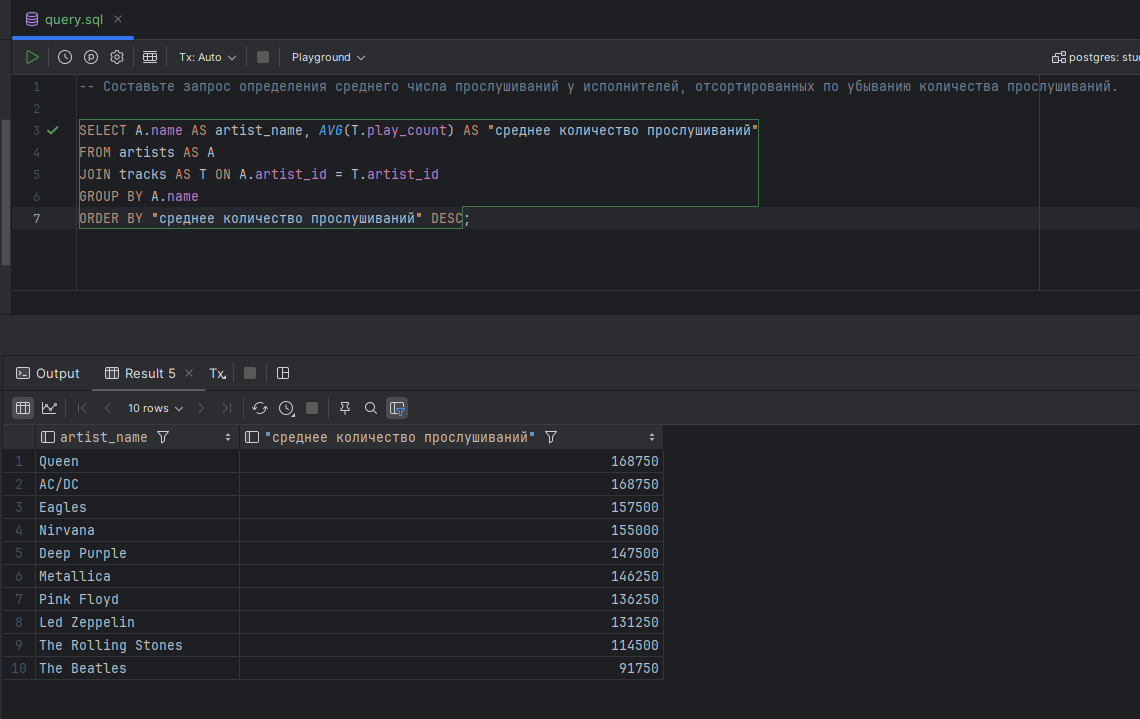 query.sql
Tx: Auto Playground postgres: stu
1 -- Составьте запрос определения среднего числа прослушиваний у исполнителей, отсортированных по убыванию количества прослушиваний.
2
3 SELECT A.name AS artist_name, AVG(T.play_count) AS "среднее количество прослушиваний"
4 FROM artists AS A
5 JOIN tracks AS T ON A.artist_id = T.artist_id
6 GROUP BY A.name
7 ORDER BY "среднее количество прослушиваний" DESC;
Output Result 5 Tx
10 rows
artist_name "среднее количество прослушиваний"
1 Queen 168750
2 AC/DC 168750
3 Eagles 157500
4 Nirvana 155000
5 Deep Purple 147500
6 Metallica 146250
7 Pink Floyd 136250
8 Led Zeppelin 131250
9 The Rolling Stones 114500
10 The Beatles 91750